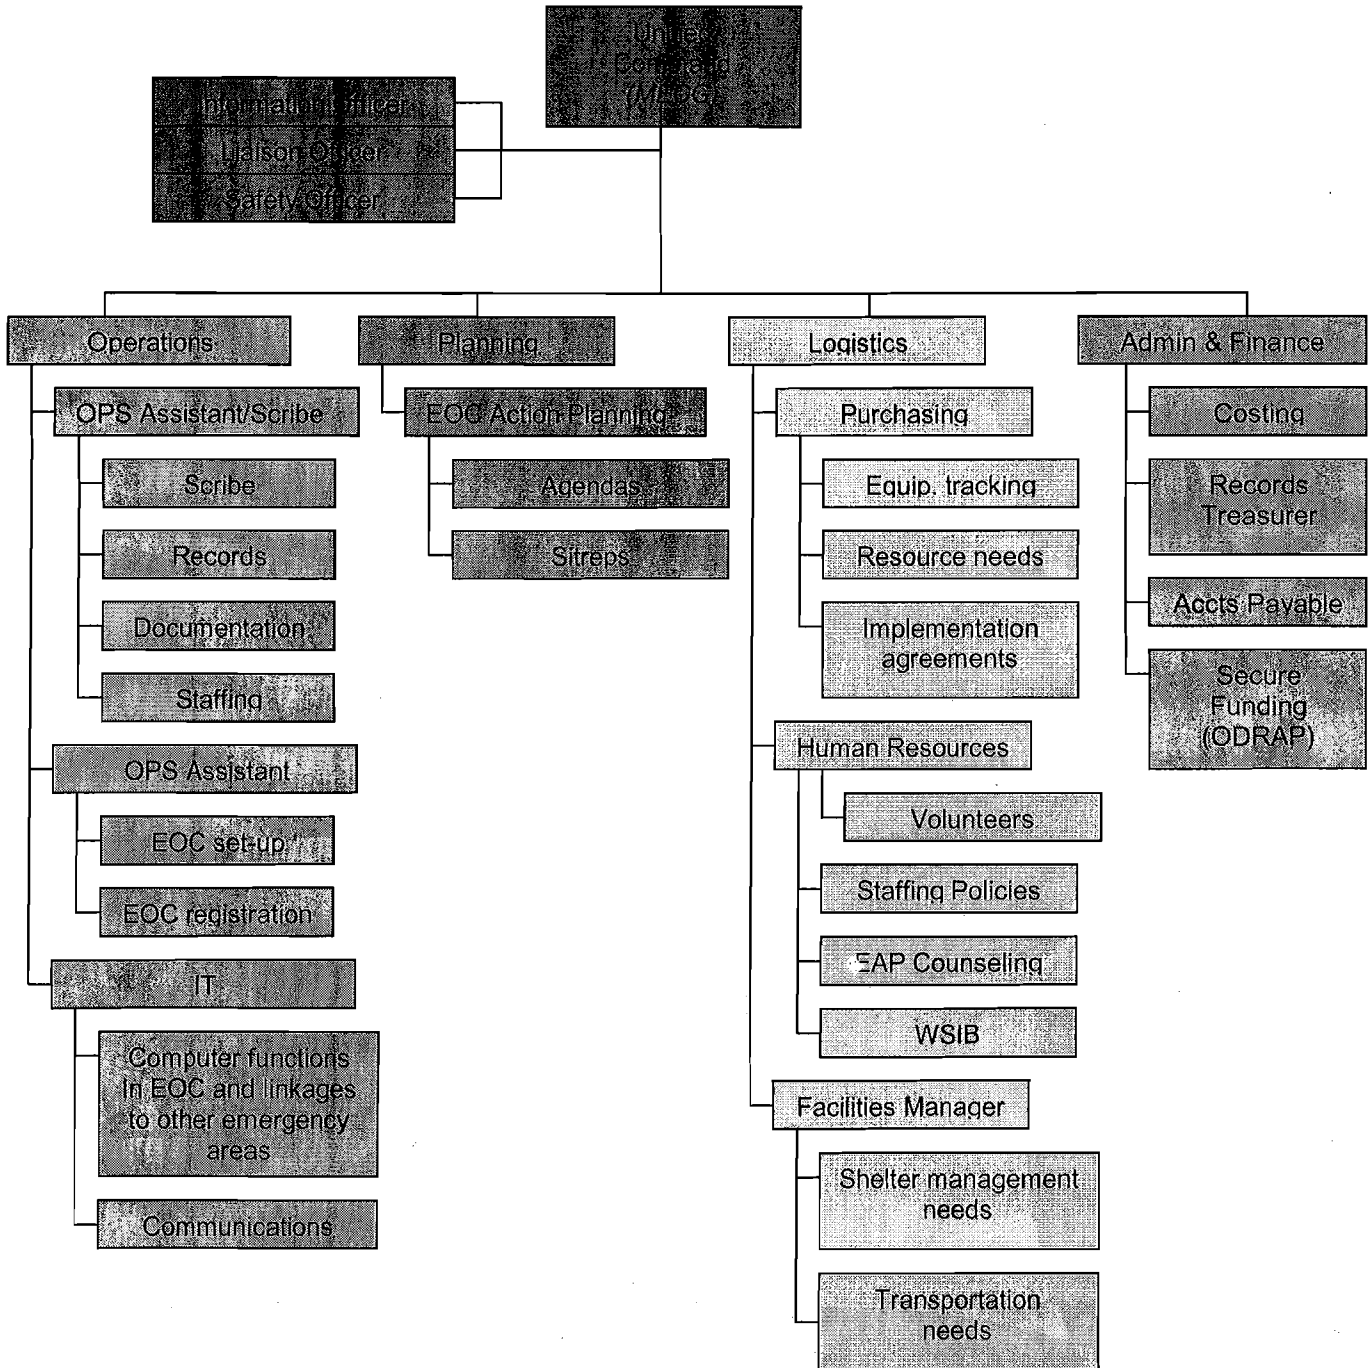 Unified
Command
(MECG)
Information Officer
Liaison Officer
Safety Officer
Operations
OPS Assistant/Scribe
Scribe
Records
Documentation
Staffing
OPS Assistant
EOC set-up
EOC registration
IT
Computer functions
in EOC and linkages
to other emergency
areas
Communications
Planning
EOC Action Planning
Agendas
Sitreps
Logistics
Purchasing
Equip. tracking
Resource needs
Implementation
agreements
Human Resources
Volunteers
Staffing Policies
EAP Counseling
WSIB
Facilities Manager
Shelter management
needs
Transportation
needs
Admin & Finance
Costing
Records
Treasurer
Accts Payable
Secure
Funding
(ODRAP)